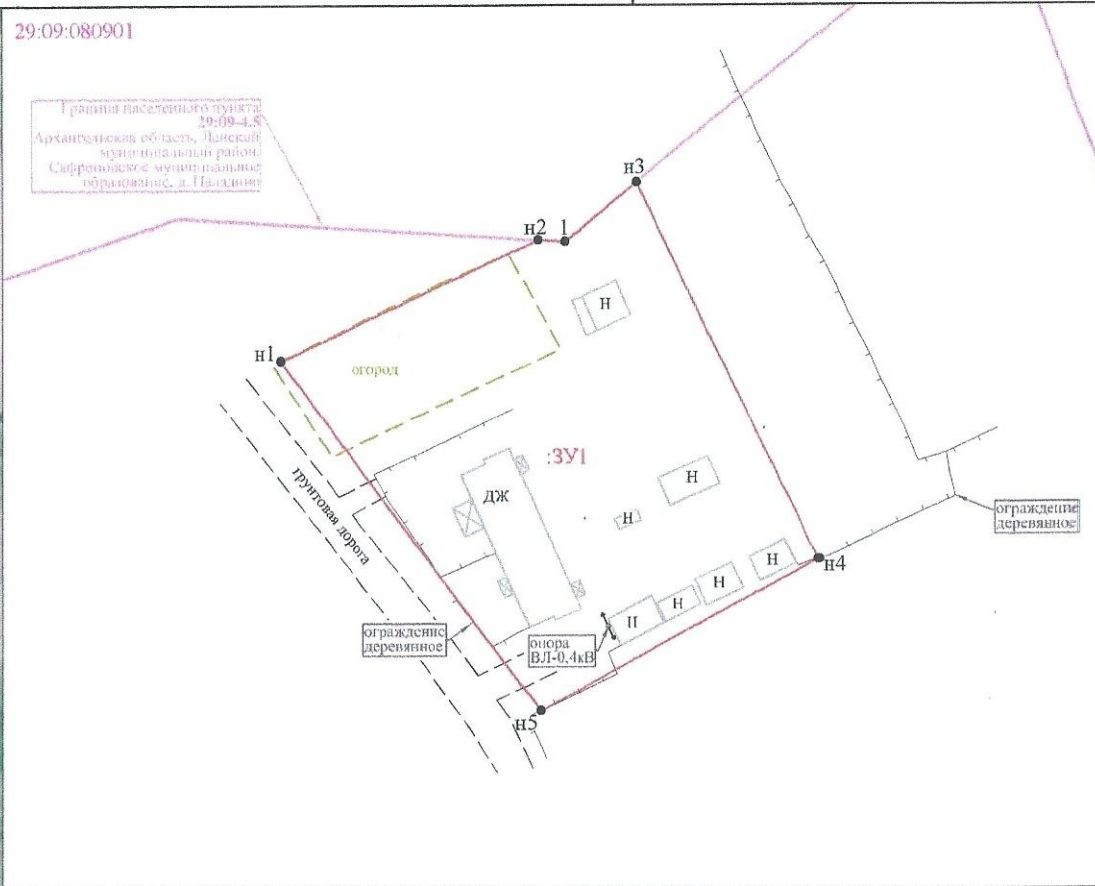 29:09:080901
Граница населенного пункта
29:09-4.5
Архангельская область, Ленский
муниципальный район,
Сафроновское муниципальное
образование, д.
н3
н2
1
Н
н1
огород
:ЗУ1
грунтовая дорога
ДЖ
Н
Н
ограждение
деревянное
Н
н4
Н
Н
Н
ограждение
деревянное
опора
ВЛ-0,4кВ
н5